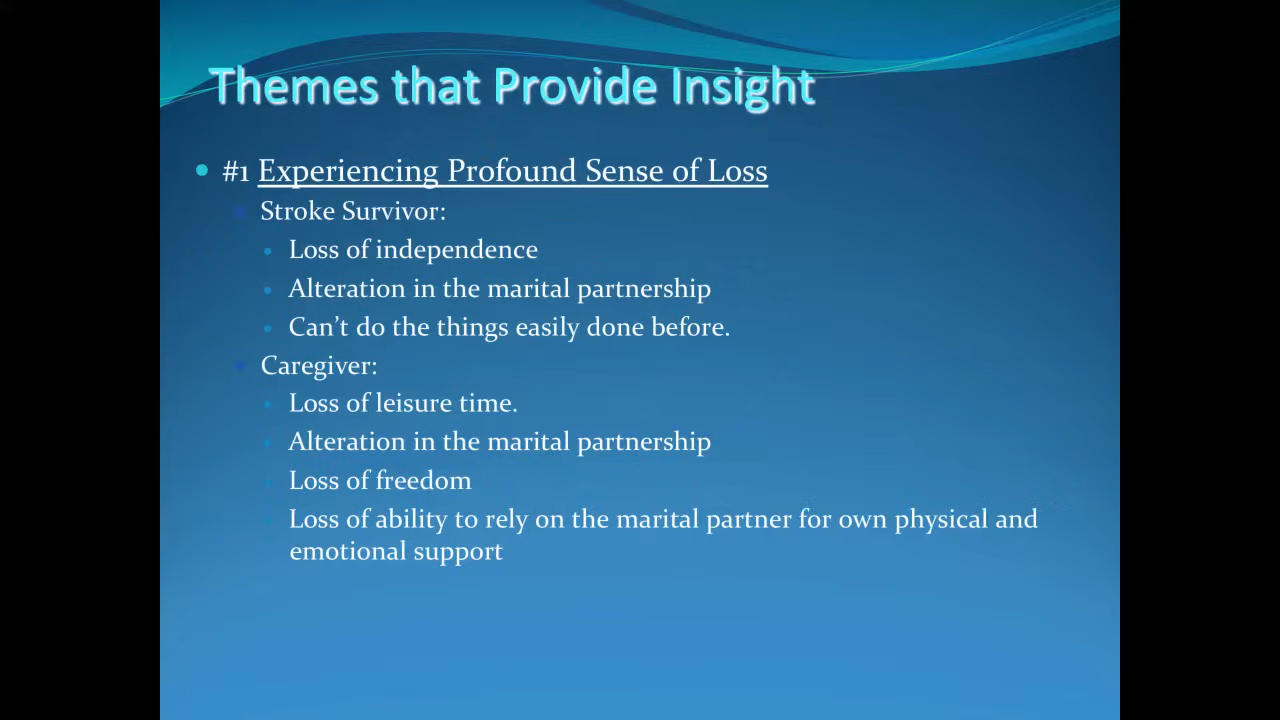 Themes that Provide Insight
• #1 Experiencing Profound Sense of Loss
• Stroke Survivor:
• Loss of independence
• Alteration in the marital partnership
• Can't do the things easily done before.
• Caregiver:
• Loss of leisure time.
• Alteration in the marital partnership
• Loss of freedom
• Loss of ability to rely on the marital partner for own physical and
emotional support